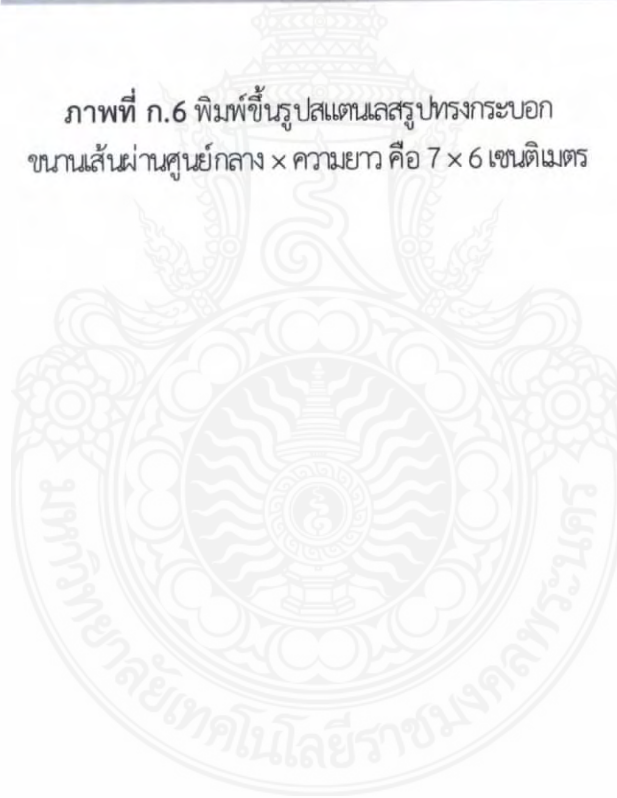 ภาพที่ ก.6 พิมพ์ขึ้นรูปสแตนเลสรูปทรงกระบอก
ขนานเส้นผ่านศูนย์กลาง × ความยาว คือ 7 × 6 เซนติเมตร
มหาวิทยาลัยเทคโนโลยีราชมงคลพระนคร